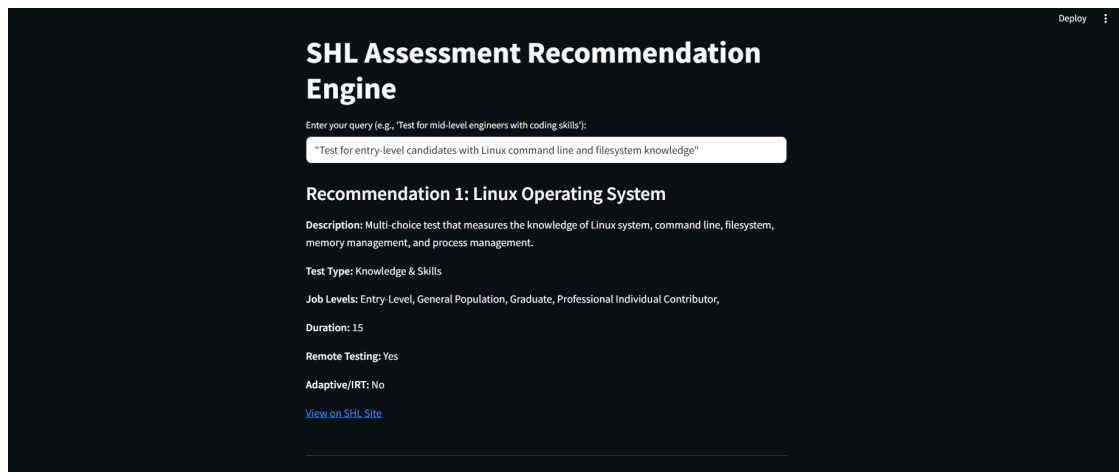 Deploy
SHL Assessment Recommendation
Engine
Enter your query (e.g., 'Test for mid-level engineers with coding skills'):
"Test for entry-level candidates with Linux command line and filesystem knowledge"
Recommendation 1: Linux Operating System
Description: Multi-choice test that measures the knowledge of Linux system, command line, filesystem,
memory management, and process management.
Test Type: Knowledge & Skills
Job Levels: Entry-Level, General Population, Graduate, Professional Individual Contributor,
Duration: 15
Remote Testing: Yes
Adaptive/IRT: No
View on SHL Site